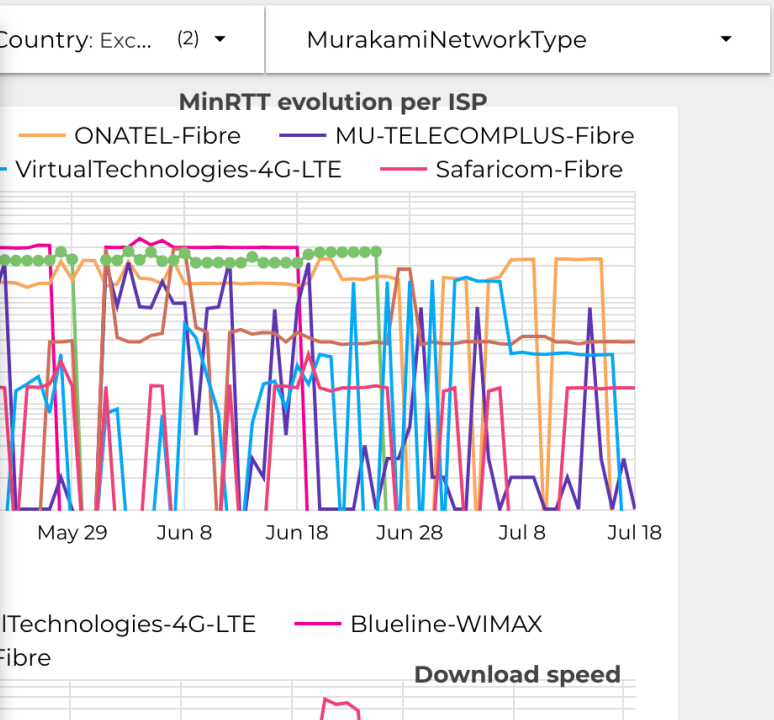 Country: Exc... (2) MurakamiNetworkType
MinRTT evolution per ISP
ONATEL-Fibre MU-TELECOMPLUS-Fibre
VirtualTechnologies-4G-LTE Safaricom-Fibre
May 29 Jun 8 Jun 18 Jun 28 Jul 8 Jul 18
lTechnologies-4G-LTE Blueline-WIMAX
Fibre
Download speed